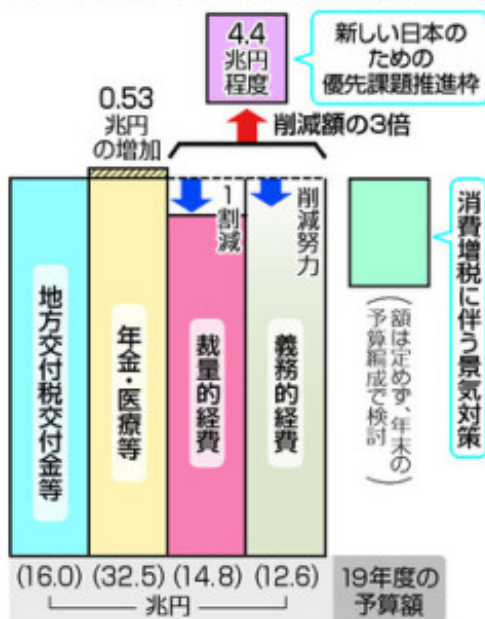 4.4
兆円
程度
新しい日本の
ための
優先課題推進枠
0.53
兆円
の増加
削減額の3倍
地方交付税交付金等
年金・医療等
1割減
裁量的経費
削減努力
義務的経費
消費増税に伴う景気対策
(額は定めず、年末の
予算編成で検討)
(16.0) (32.5) (14.8) (12.6)
兆円
19年度の
予算額